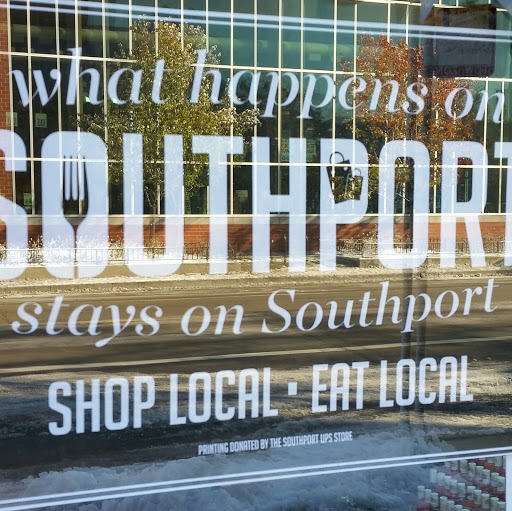 what happens on
SOUTHPORT
stays on Southport
SHOP LOCAL · EAT LOCAL
PRINTING DONATED BY THE SOUTHPORT UPS STORE